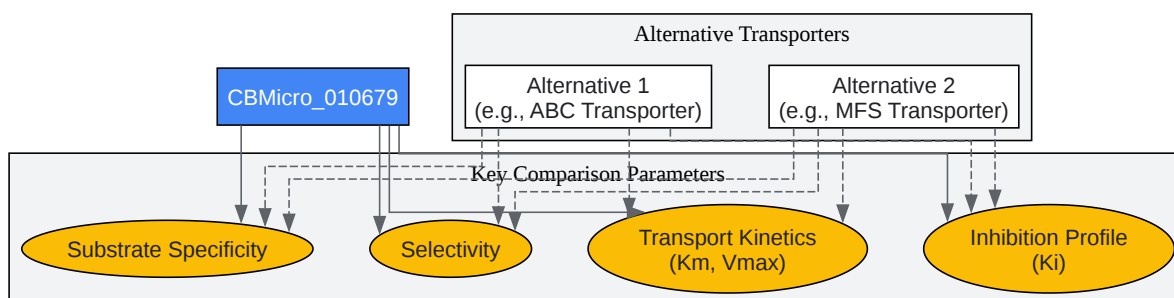 Alternative Transporters
CBMicro_010679
Alternative 1
(e.g., ABC Transporter)
Alternative 2
(e.g., MFS Transporter)
Key Comparison Parameters
Substrate Specificity
Selectivity
Transport Kinetics
(Km, Vmax)
Inhibition Profile
(Ki)